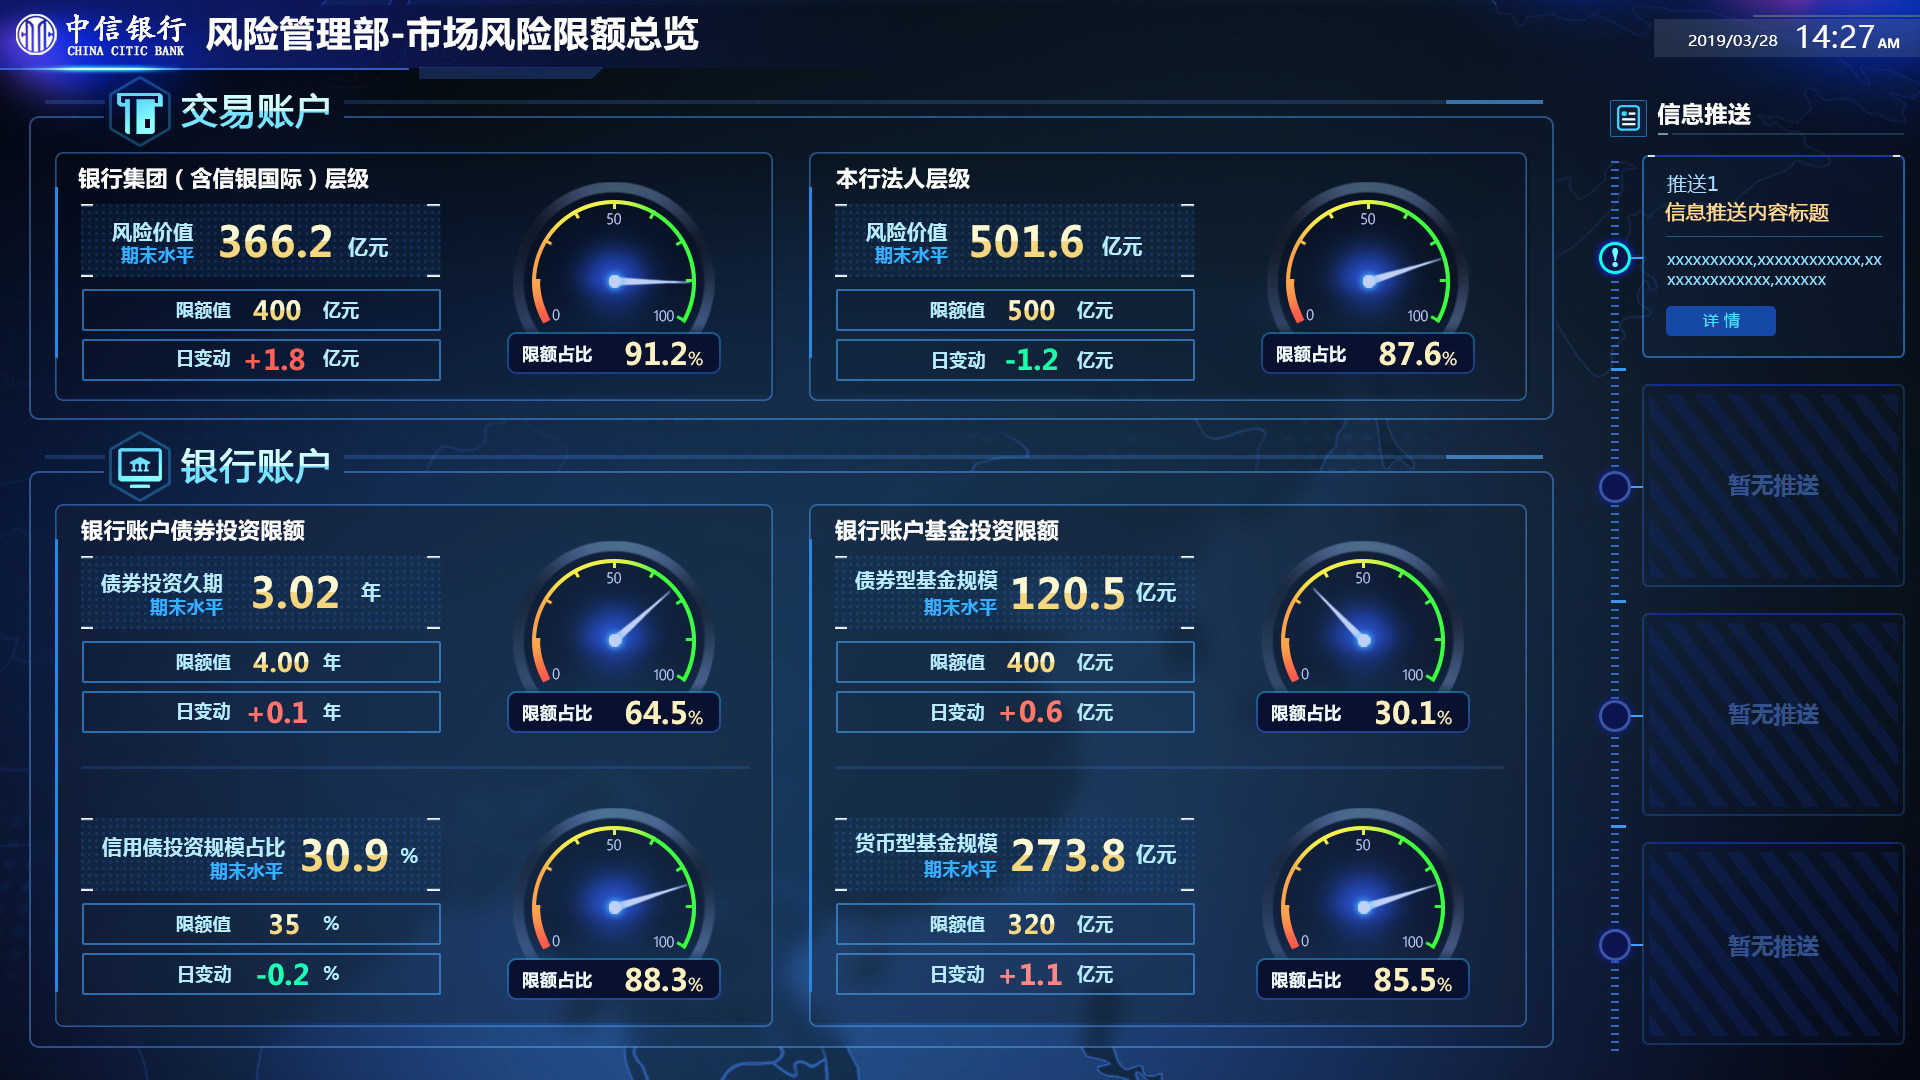 中信银行
CHINA CITIC BANK
风险管理部-市场风险限额总览
2019/03/28 14:27AM
交易账户
银行集团（含信银国际）层级
风险价值 366.2 亿元
期末水平
限额值 400 亿元
日变动 +1.8 亿元
50
0 100
限额占比 91.2%
本行法人层级
风险价值 501.6 亿元
期末水平
限额值 500 亿元
日变动 -1.2 亿元
50
0 100
限额占比 87.6%
银行账户
银行账户债券投资限额
债券投资久期 3.02 年
期末水平
限额值 4.00 年
日变动 +0.1 年
50
0 100
限额占比 64.5%
信用债投资规模占比 30.9 %
期末水平
限额值 35 %
日变动 -0.2 %
50
0 100
限额占比 88.3%
银行账户基金投资限额
债券型基金规模 120.5 亿元
期末水平
限额值 400 亿元
日变动 +0.6 亿元
50
0 100
限额占比 30.1%
货币型基金规模 273.8 亿元
期末水平
限额值 320 亿元
日变动 +1.1 亿元
50
0 100
限额占比 85.5%
信息推送
推送1
信息推送内容标题
xxxxxxxxxx,xxxxxxxxxxxx,xx
xxxxxxxxxxxx,xxxxxx
详 情
暂无推送
暂无推送
暂无推送